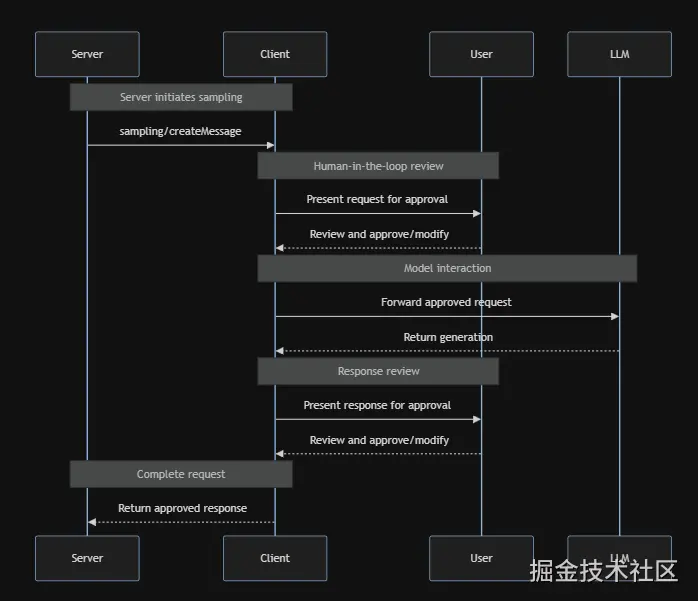 Server
Client
User
LLM
Server initiates sampling
sampling/createMessage
Human-in-the-loop review
Present request for approval
Review and approve/modify
Model interaction
Forward approved request
Return generation
Response review
Present response for approval
Review and approve/modify
Complete request
Return approved response
Server
Client
User
LLM
掘金技术社区